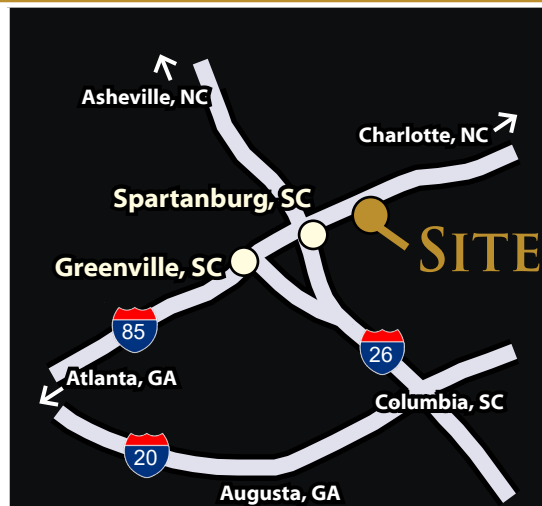 Asheville, NC
Charlotte, NC
Spartanburg, SC
SITE
Greenville, SC
85
26
Atlanta, GA
Columbia, SC
20
Augusta, GA